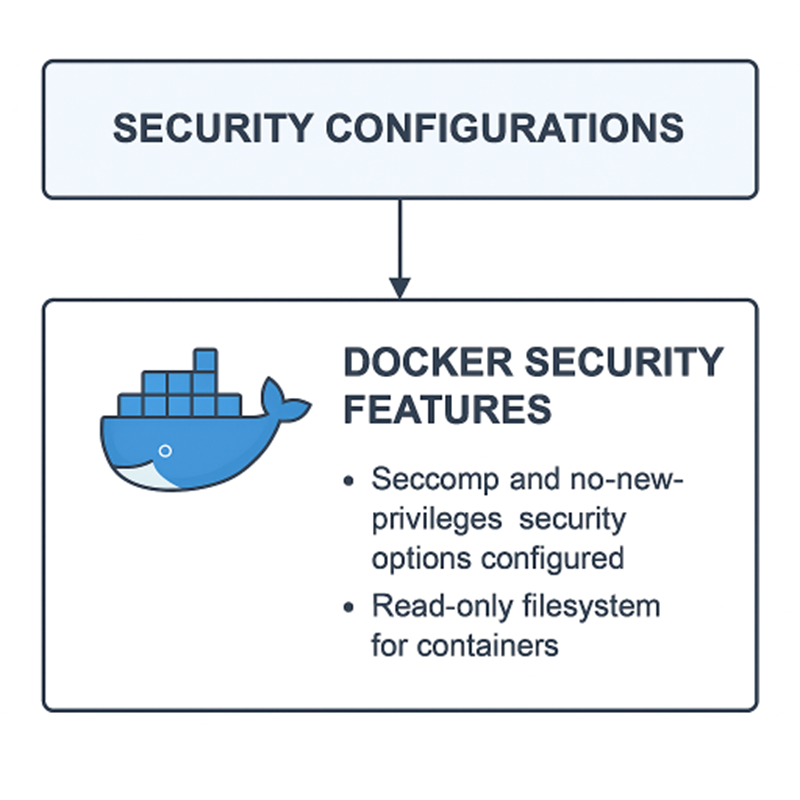 SECURITY CONFIGURATIONS
DOCKER SECURITY
FEATURES
• Seccomp and no-new-
privileges security
options configured
• Read-only filesystem
for containers